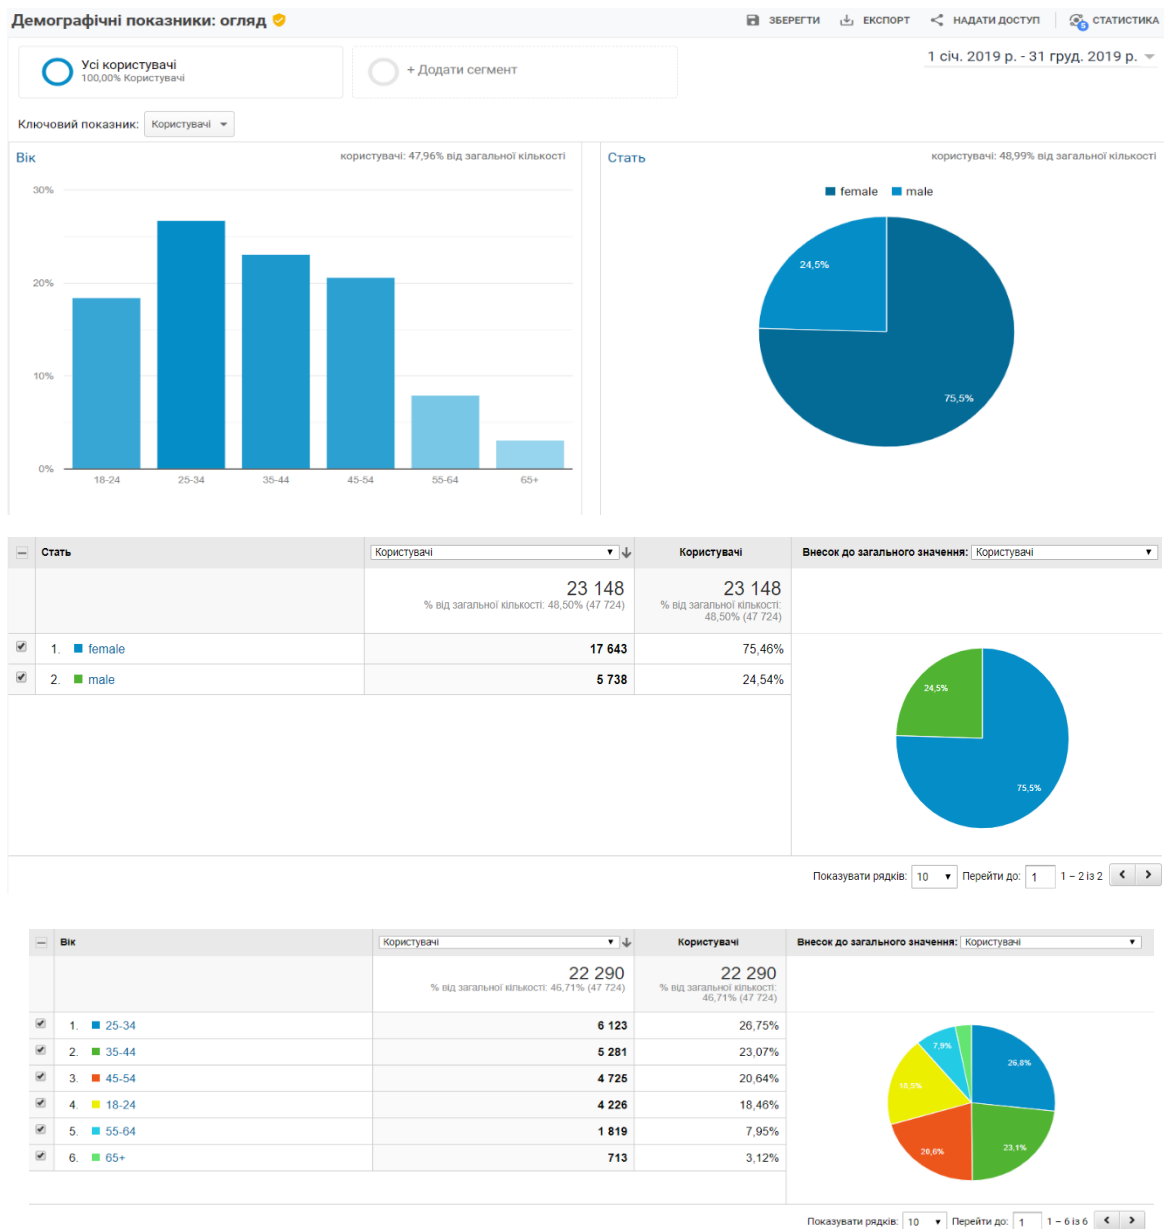 Демографічні показники: огляд
ЗБЕРЕГТИ ЕКСПОРТ НАДАТИ ДОСТУП 5 СТАТИСТИКА
Усі користувачі
100,00% Користувачі
+ Додати сегмент
1 січ. 2019 р. - 31 груд. 2019 р.
Ключовий показник: Користувачі
Вік
користувачі: 47,96% від загальної кількості
30%
20%
10%
0%
18-24 25-34 35-44 45-54 55-64 65+
Стать
користувачі: 48,99% від загальної кількості
female male
24,5%
75,5%
Стать Користувачі Користувачі Внесок до загального значення: Користувачі
23 148 23 148
% від загальної кількості: 48,50% (47 724) % від загальної кількості:
48,50% (47 724)
1. female 17 643 75,46%
2. male 5 738 24,54%
24,5%
75,5%
Показувати рядків: 10 Перейти до: 1 1 – 2 із 2
Вік Користувачі Користувачі Внесок до загального значення: Користувачі
22 290 22 290
% від загальної кількості: 46,71% (47 724) % від загальної кількості:
46,71% (47 724)
1. 25-34 6 123 26,75%
2. 35-44 5 281 23,07%
3. 45-54 4 725 20,64%
4. 18-24 4 226 18,46%
5. 55-64 1 819 7,95%
6. 65+ 713 3,12%
7,9%
26,8%
18,5%
20,6%
23,1%
Показувати рядків: 10 Перейти до: 1 1 – 6 із 6